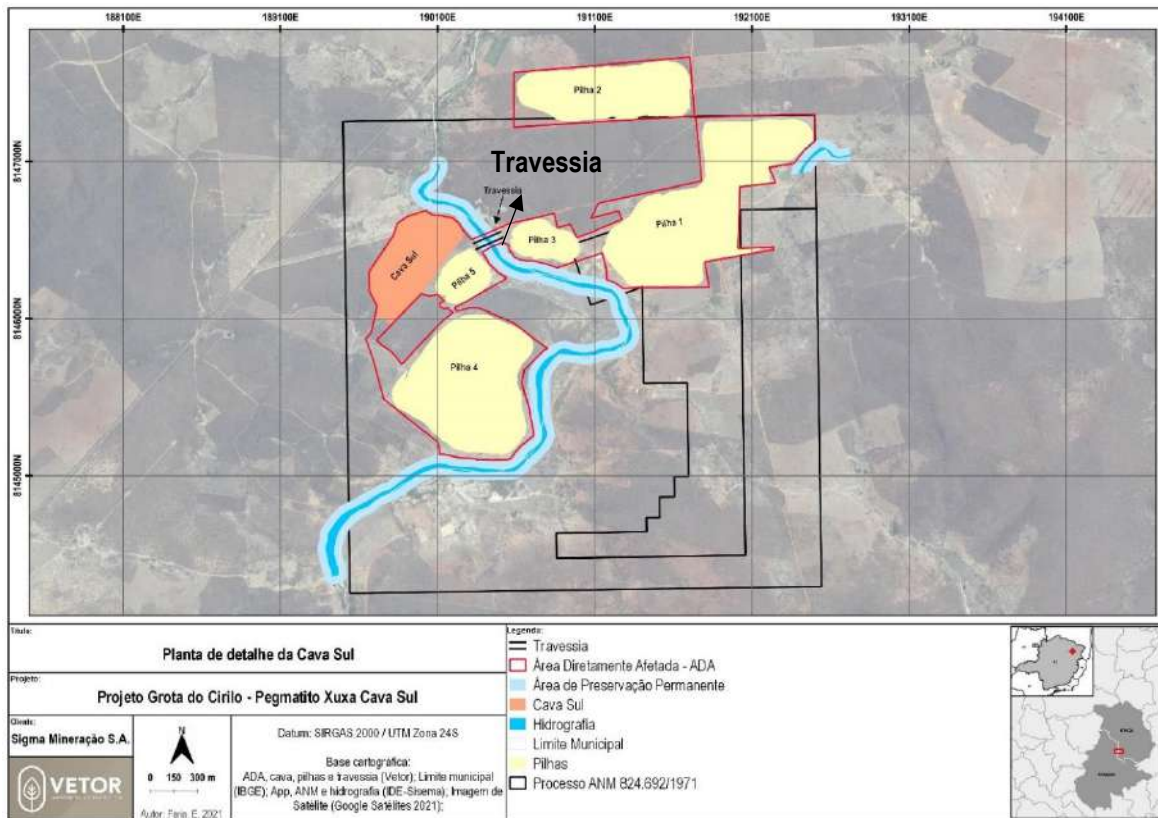 188100E 189100E 190100E 191100E 192100E 193100E 194100E
8147000N
8146000N
8145000N
Pilha 2
Travessia
Travessia
Pilha 1
Pilha 3
Cava Sul
Pilha 5
Pilha 4
Título:
Planta de detalhe da Cava Sul
Projeto:
Projeto Grota do Cirilo - Pegmatito Xuxa Cava Sul
Cliente:
Sigma Mineração S.A.
VETOR
N
0 150 300 m
Autor: Faria, E. 2021
Datum: SIRGAS 2000 / UTM Zona 24S
Base cartográfica:
ADA, cava, pilhas e travessia (Vetor); Limite municipal
(IBGE); App, ANM e hidrografia (IDE-Sisema); Imagem de
Satélite (Google Satélites 2021);
Legenda:
Travessia
Área Diretamente Afetada - ADA
Área de Preservação Permanente
Cava Sul
Hidrografia
Limite Municipal
Pilhas
Processo ANM 824.692/1971